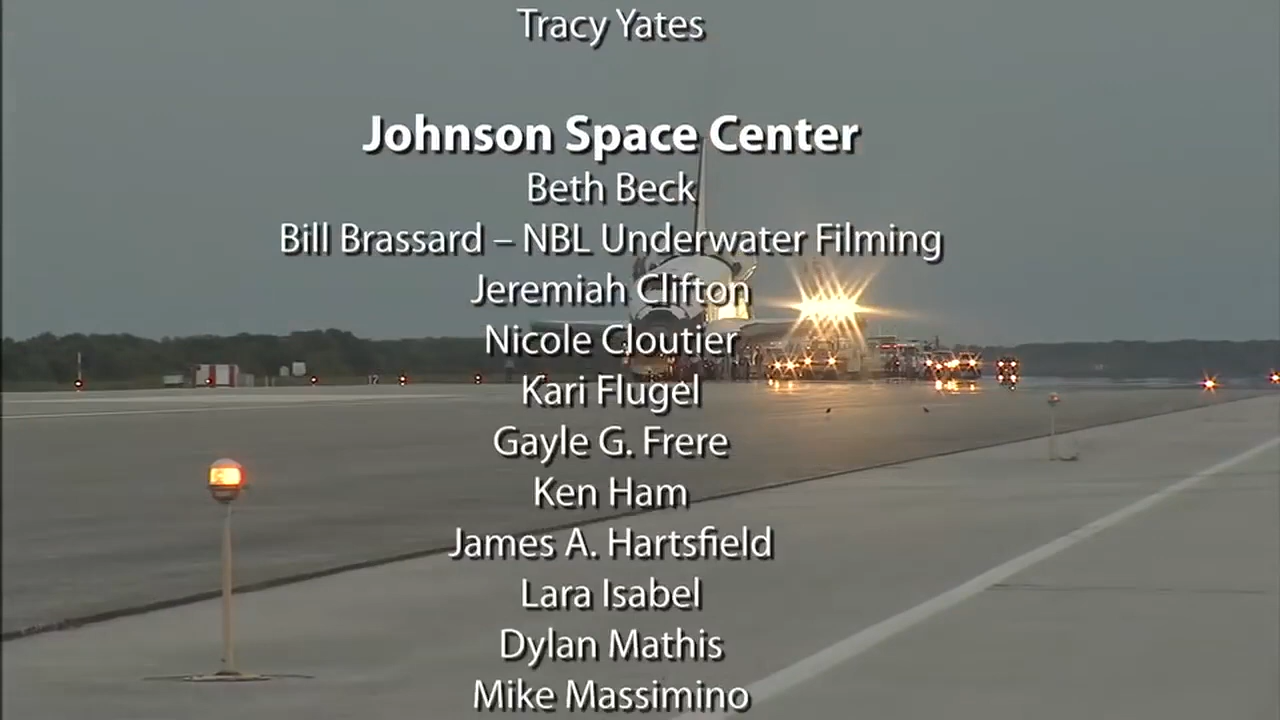 Tracy Yates
Johnson Space Center
Beth Beck
Bill Brassard – NBL Underwater Filming
Jeremiah Clifton
Nicole Cloutier
Kari Flugel
Gayle G. Frere
Ken Ham
James A. Hartsfield
Lara Isabel
Dylan Mathis
Mike Massimino